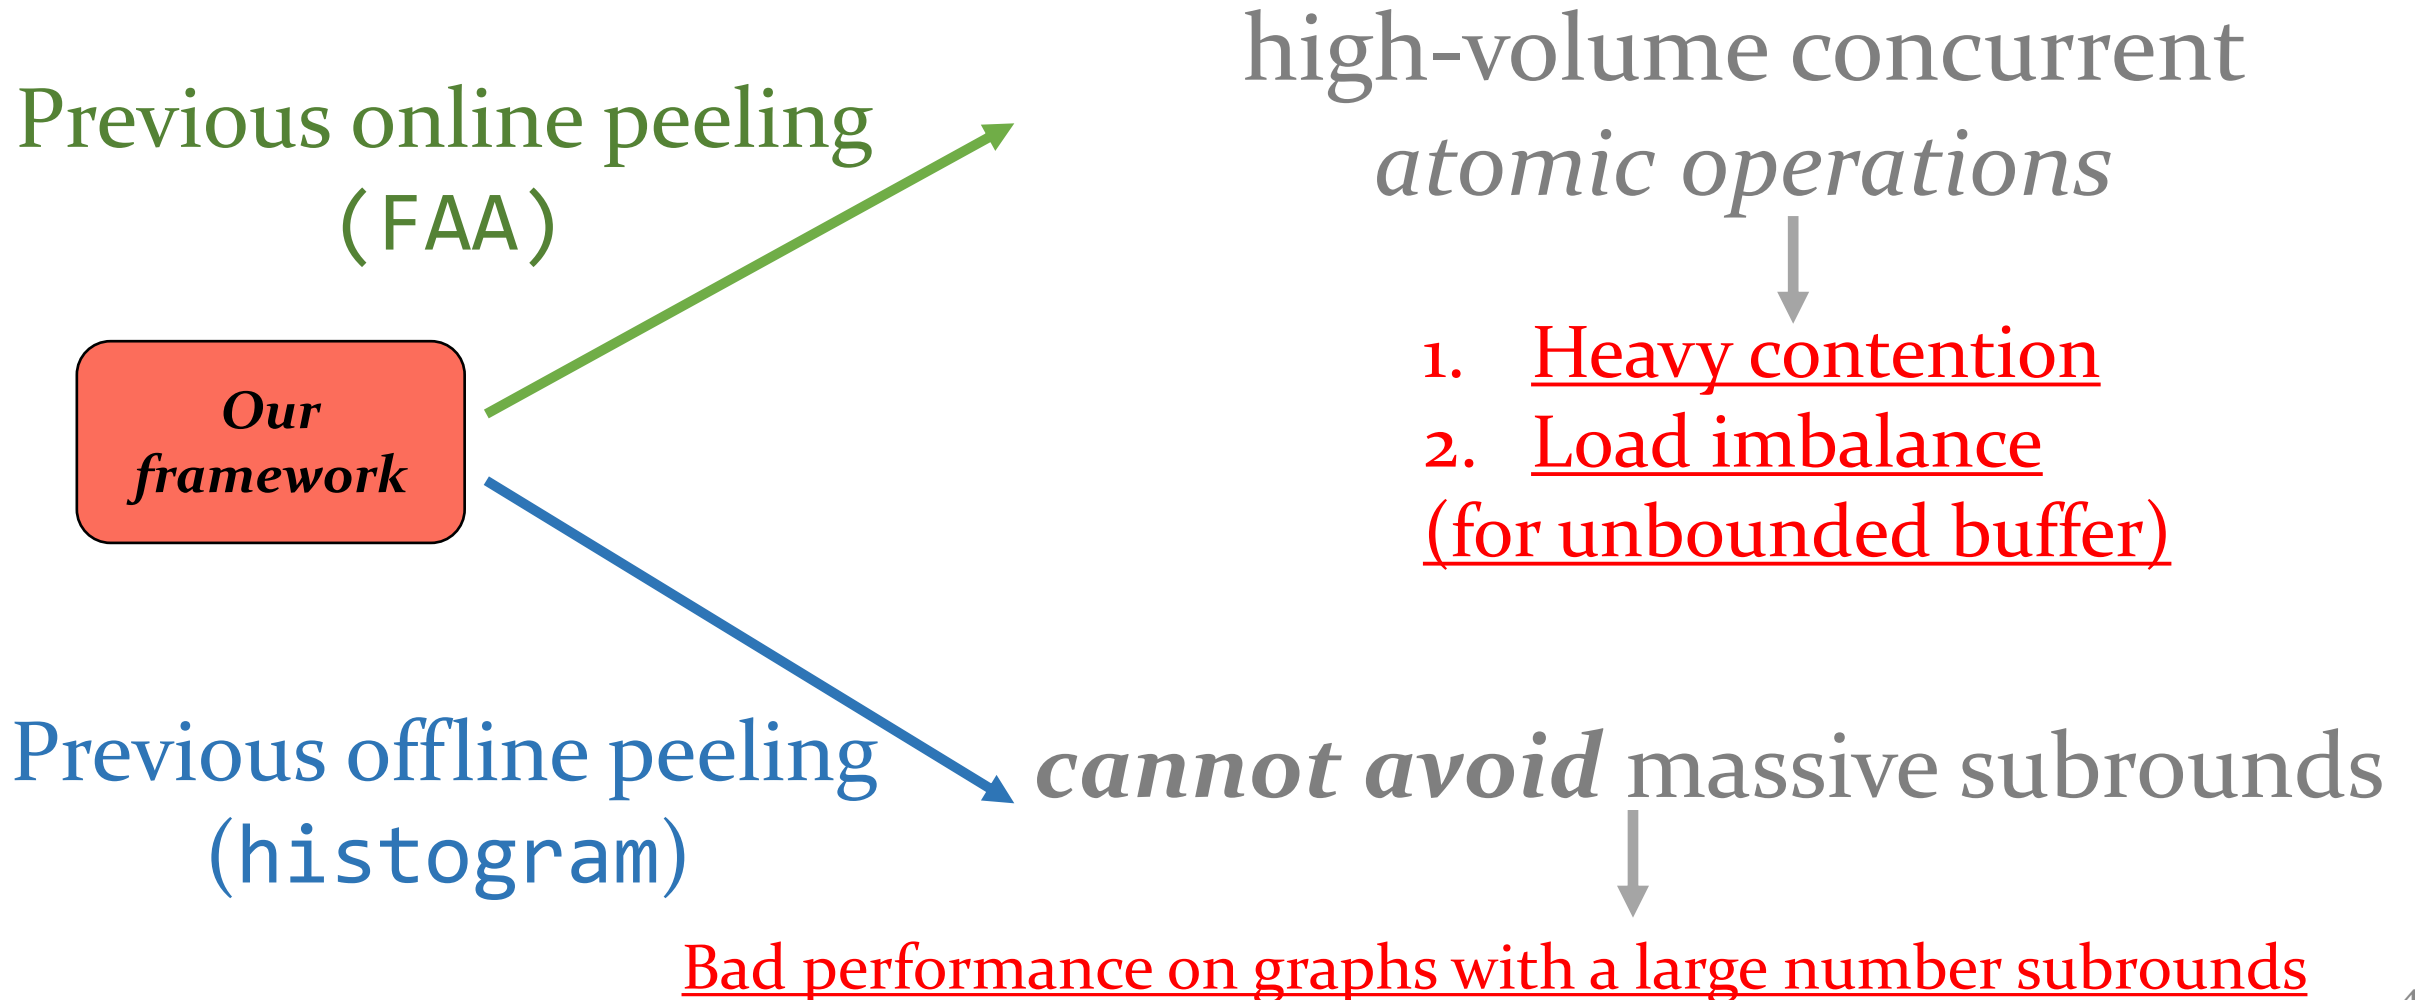 Previous online peeling
(FAA)
high-volume concurrent
atomic operations
1. Heavy contention
2. Load imbalance
(for unbounded buffer)
Our
framework
Previous offline peeling
(histogram)
cannot avoid massive subrounds
Bad performance on graphs with a large number subrounds